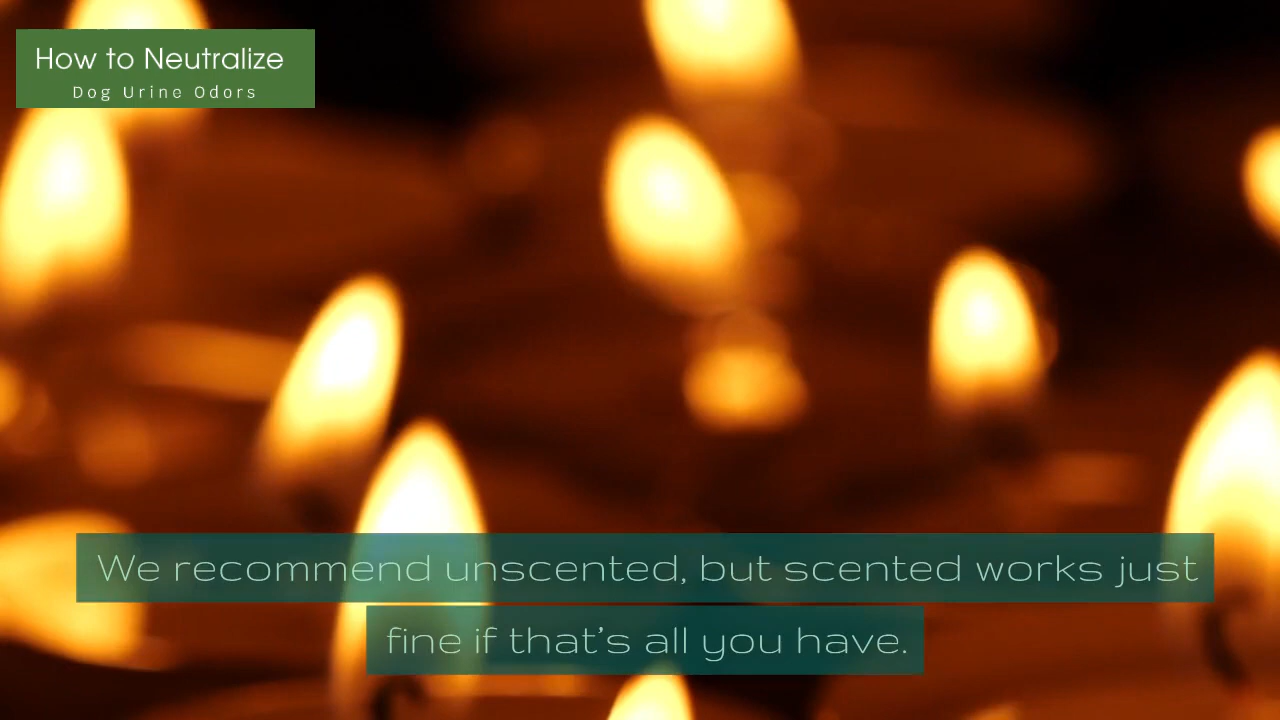 How to Neutralize
Dog Urine Odors
We recommend unscented, but scented works just
fine if that’s all you have.